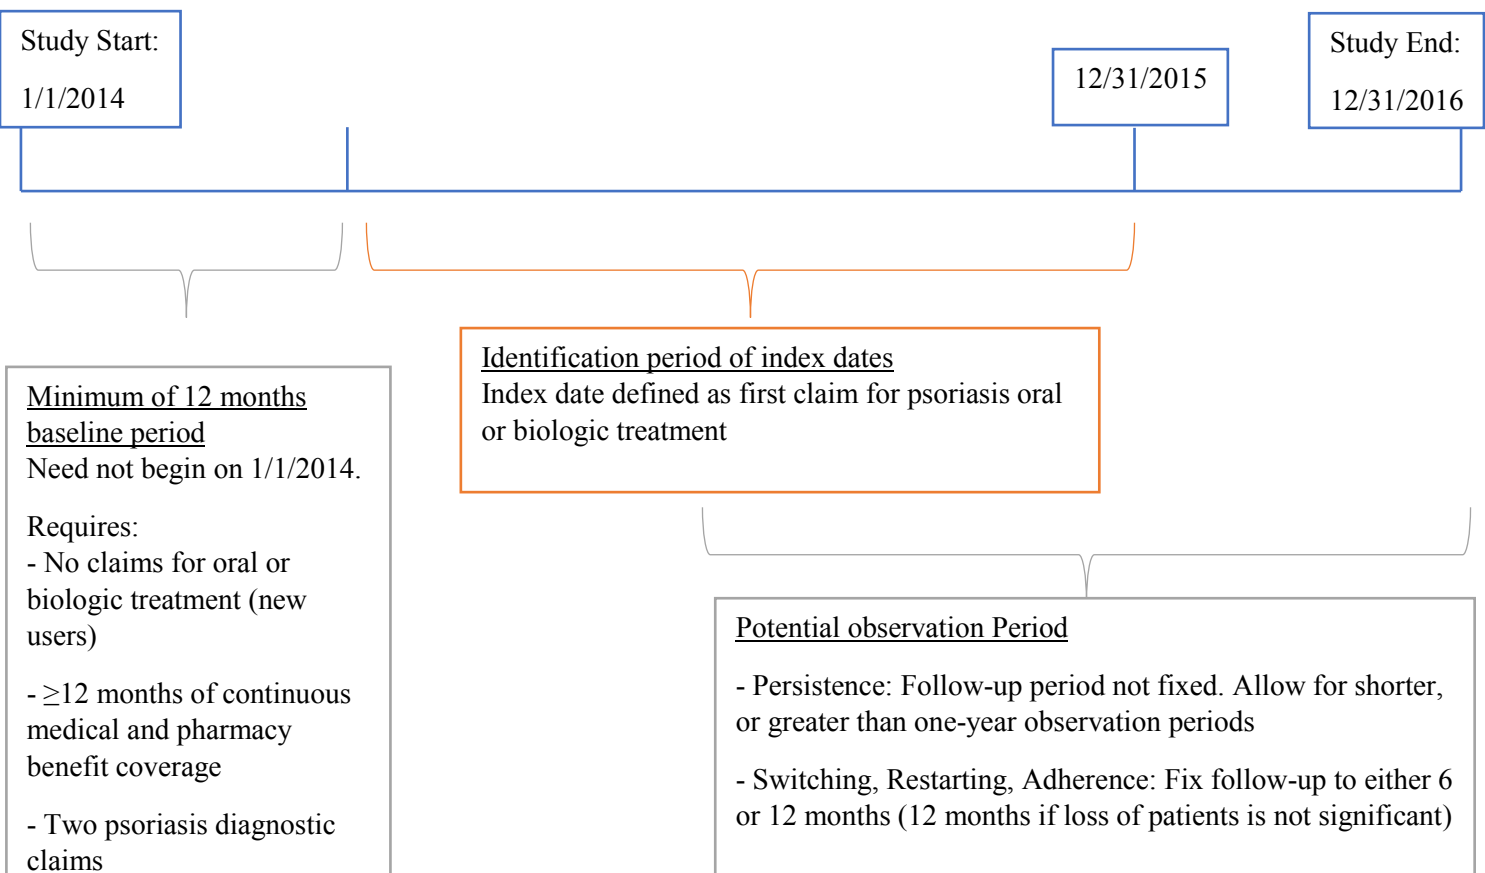 Study Start:
1/1/2014
12/31/2015
Study End:
12/31/2016
Identification period of index dates
Index date defined as first claim for psoriasis oral
or biologic treatment
Minimum of 12 months
baseline period
Need not begin on 1/1/2014.
Requires:
- No claims for oral or
biologic treatment (new
users)
- ≥12 months of continuous
medical and pharmacy
benefit coverage
- Two psoriasis diagnostic
claims
Potential observation Period
- Persistence: Follow-up period not fixed. Allow for shorter,
or greater than one-year observation periods
- Switching, Restarting, Adherence: Fix follow-up to either 6
or 12 months (12 months if loss of patients is not significant)